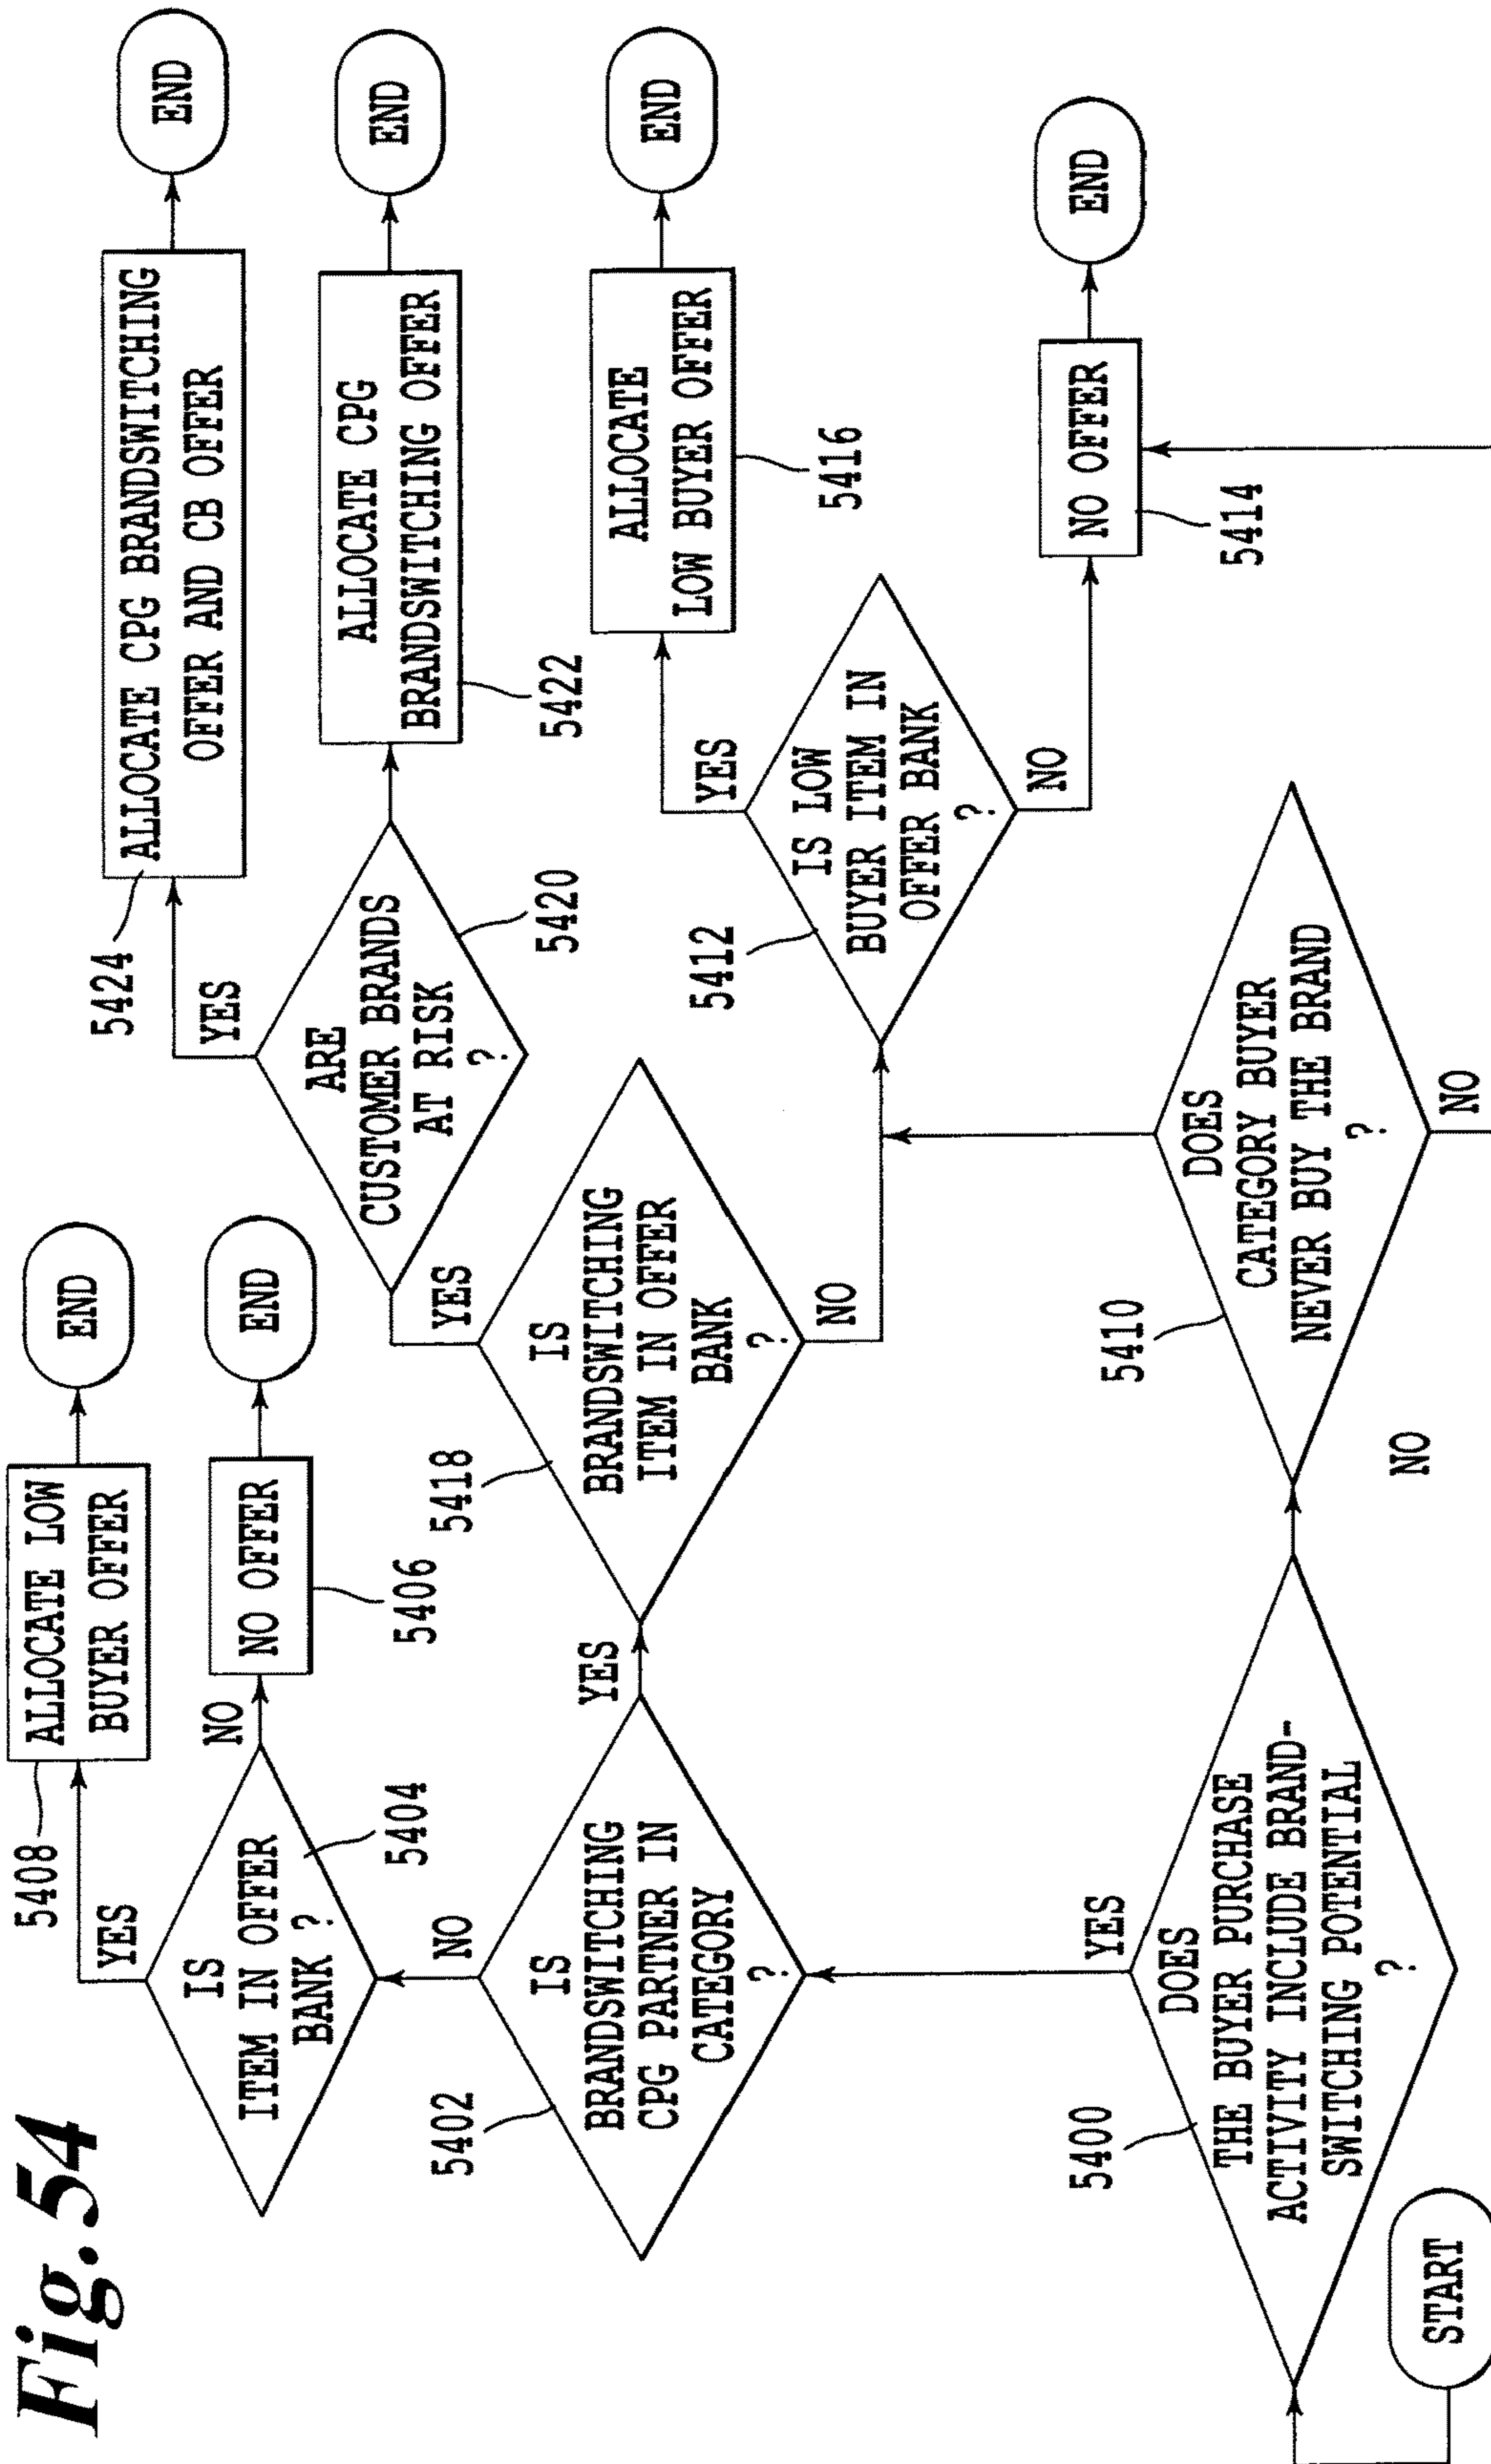 Fig.54
START
5400
DOES
THE BUYER PURCHASE
ACTIVITY INCLUDE BRAND-
SWITCHING POTENTIAL
?
YES
NO
5402
IS
BRANDSWITCHING
CPG PARTNER IN
CATEGORY
?
NO
YES
5404
IS
ITEM IN OFFER
BANK ?
YES
NO
5408
ALLOCATE LOW
BUYER OFFER
END
NO OFFER
5406
END
5418
IS
BRANDSWITCHING
ITEM IN OFFER
BANK
?
YES
NO
5420
ARE
CUSTOMER BRANDS
AT RISK
?
YES
5424
ALLOCATE CPG BRANDSWITCHING
OFFER AND CB OFFER
END
ALLOCATE CPG
BRANDSWITCHING OFFER
5422
END
5410
DOES
CATEGORY BUYER
NEVER BUY THE BRAND
?
NO
5412
IS LOW
BUYER ITEM IN
OFFER BANK
?
YES
NO
ALLOCATE
LOW BUYER OFFER
5416
END
NO OFFER
5414
END